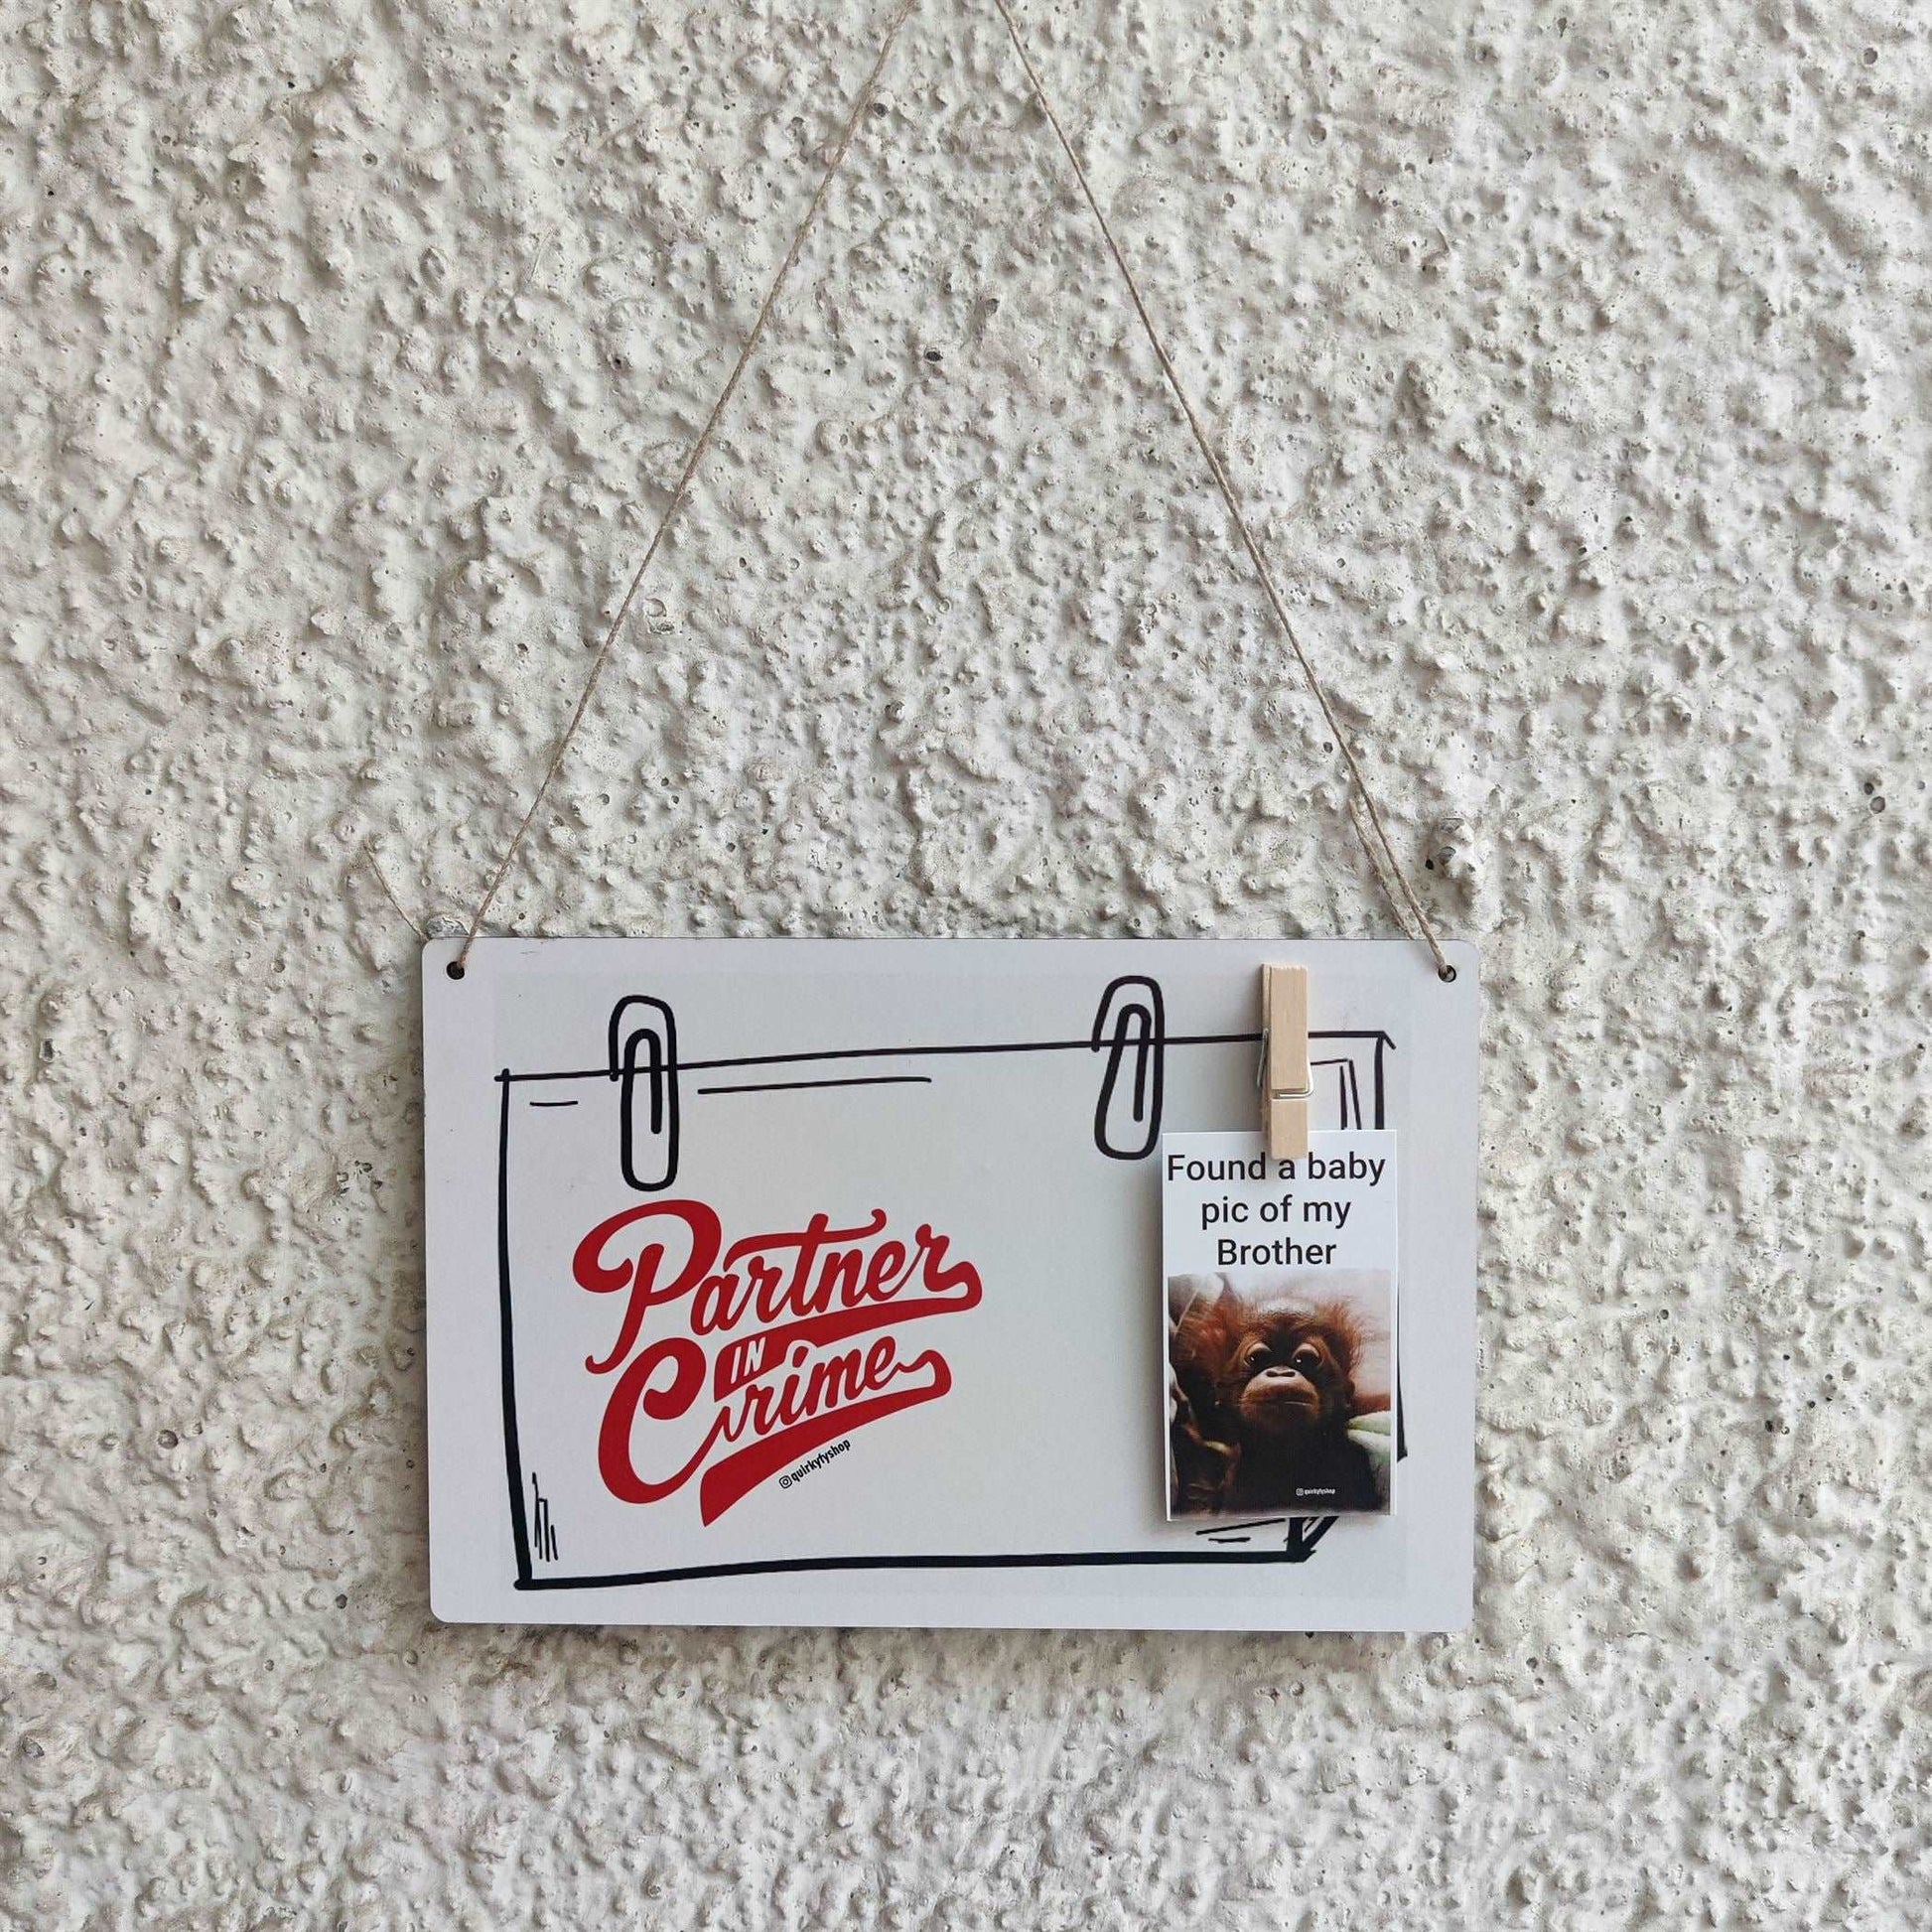 Partner
IN
Crime
quirkyfyshop
Found a baby
pic of my
Brother
quirkyfyshop